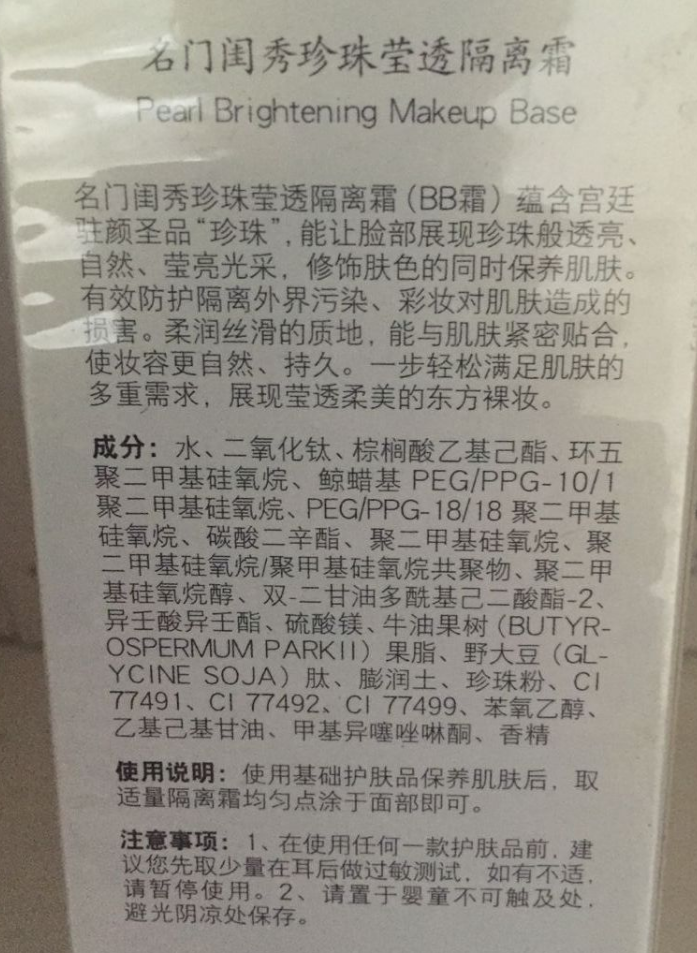 名门闺秀珍珠莹透隔离霜
Pearl Brightening Makeup Base
名门闺秀珍珠莹透隔离霜（BB霜）蕴含宫廷
驻颜圣品“珍珠”，能让脸部展现珍珠般透亮、
自然、莹亮光采，修饰肤色的同时保养肌肤。
有效防护隔离外界污染、彩妆对肌肤造成的
损害。柔润丝滑的质地，能与肌肤紧密贴合，
使妆容更自然、持久。一步轻松满足肌肤的
多重需求，展现莹透柔美的东方裸妆。
成分：水、二氧化钛、棕榈酸乙基己酯、环五
聚二甲基硅氧烷、鲸蜡基 PEG/PPG-10/1
聚二甲基硅氧烷、PEG/PPG-18/18 聚二甲基
硅氧烷、碳酸二辛酯、聚二甲基硅氧烷、聚
二甲基硅氧烷/聚甲基硅氧烷共聚物、聚二甲
基硅氧烷醇、双-二甘油多酰基己二酸酯-2、
异壬酸异壬酯、硫酸镁、牛油果树（BUTYR-
OSPERMUM PARKII）果脂、野大豆（GL-
YCINE SOJA）肽、膨润土、珍珠粉、CI
77491、CI 77492、CI 77499、苯氧乙醇、
乙基己基甘油、甲基异噻唑啉酮、香精
使用说明：使用基础护肤品保养肌肤后，取
适量隔离霜均匀点涂于面部即可。
注意事项：1、在使用任何一款护肤品前，建
议您先取少量在耳后做过敏测试，如有不适，
请暂停使用。2、请置于婴童不可触及处，
避光阴凉处保存。